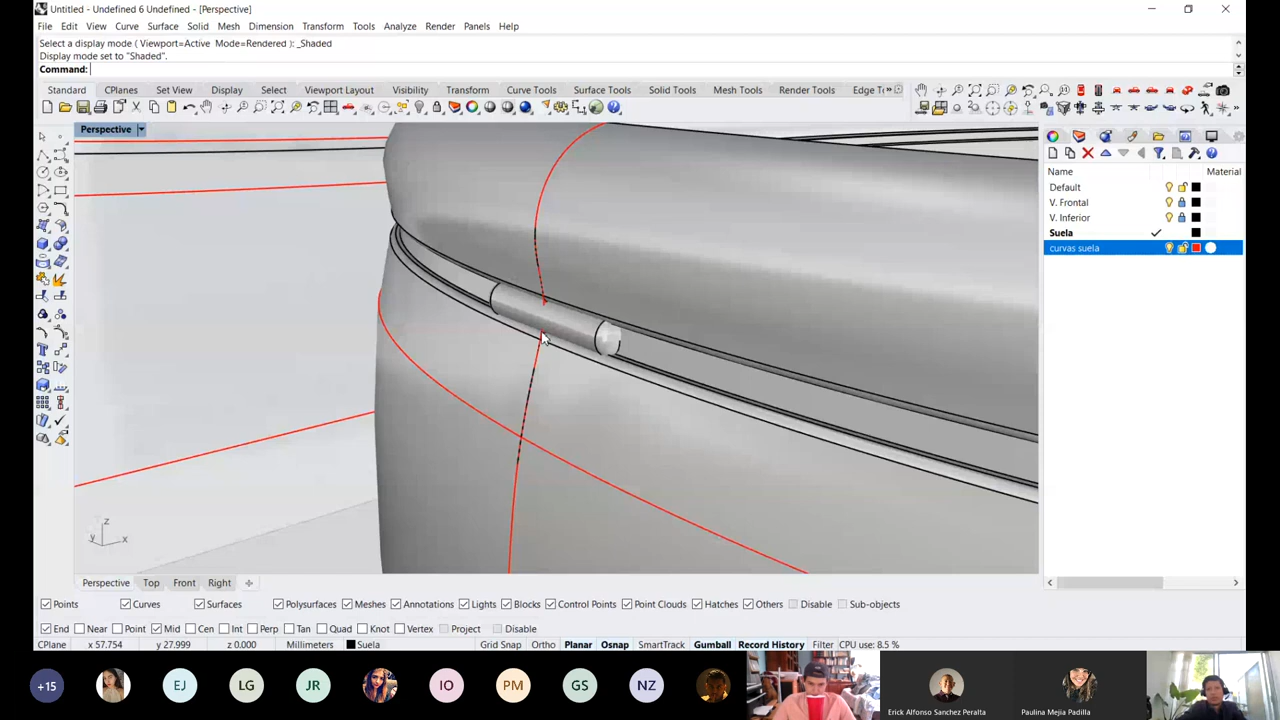 Untitled - Undefined 6 Undefined - [Perspective]
File Edit View Curve Surface Solid Mesh Dimension Transform Tools Analyze Render Panels Help
Select a display mode ( Viewport=Active Mode=Rendered ): _Shaded
Display mode set to "Shaded".
Command:
Standard CPlanes Set View Display Select Viewport Layout Visibility Transform Curve Tools Surface Tools Solid Tools Mesh Tools Render Tools
Perspective
Name Material
Default
V. Frontal
V. Inferior
Suela
curvas suela
z
y x
Perspective Top Front Right
Points Curves Surfaces Polysurfaces Meshes Annotations Lights Blocks Control Points Point Clouds Hatches Others Disable Sub-objects
End Near Point Mid Cen Int Perp Tan Quad Knot Vertex Project Disable
CPlane x 57.754 y 27.999 z 0.000 Millimeters Suela Grid Snap Ortho Planar Osnap SmartTrack Gumball Record History Filter CPU use: 8.5 %
+15 EJ LG JR IO PM GS NZ
Erick Alfonso Sanchez Peralta Paulina Mejia Padilla